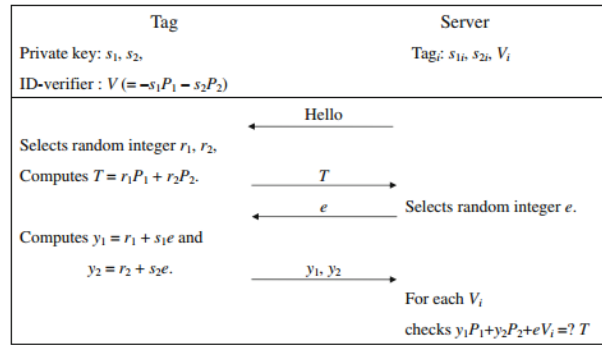 Tag Server
Private key: s₁, s₂, Tagᵢ: s₁ᵢ, s₂ᵢ, Vᵢ
ID-verifier : V (= –s₁P₁ – s₂P₂)
Hello
Selects random integer r₁, r₂,
Computes T = r₁P₁ + r₂P₂. T
e Selects random integer e.
Computes y₁ = r₁ + s₁e and
y₂ = r₂ + s₂e. y₁, y₂
For each Vᵢ
checks y₁P₁+y₂P₂+eVᵢ =? T